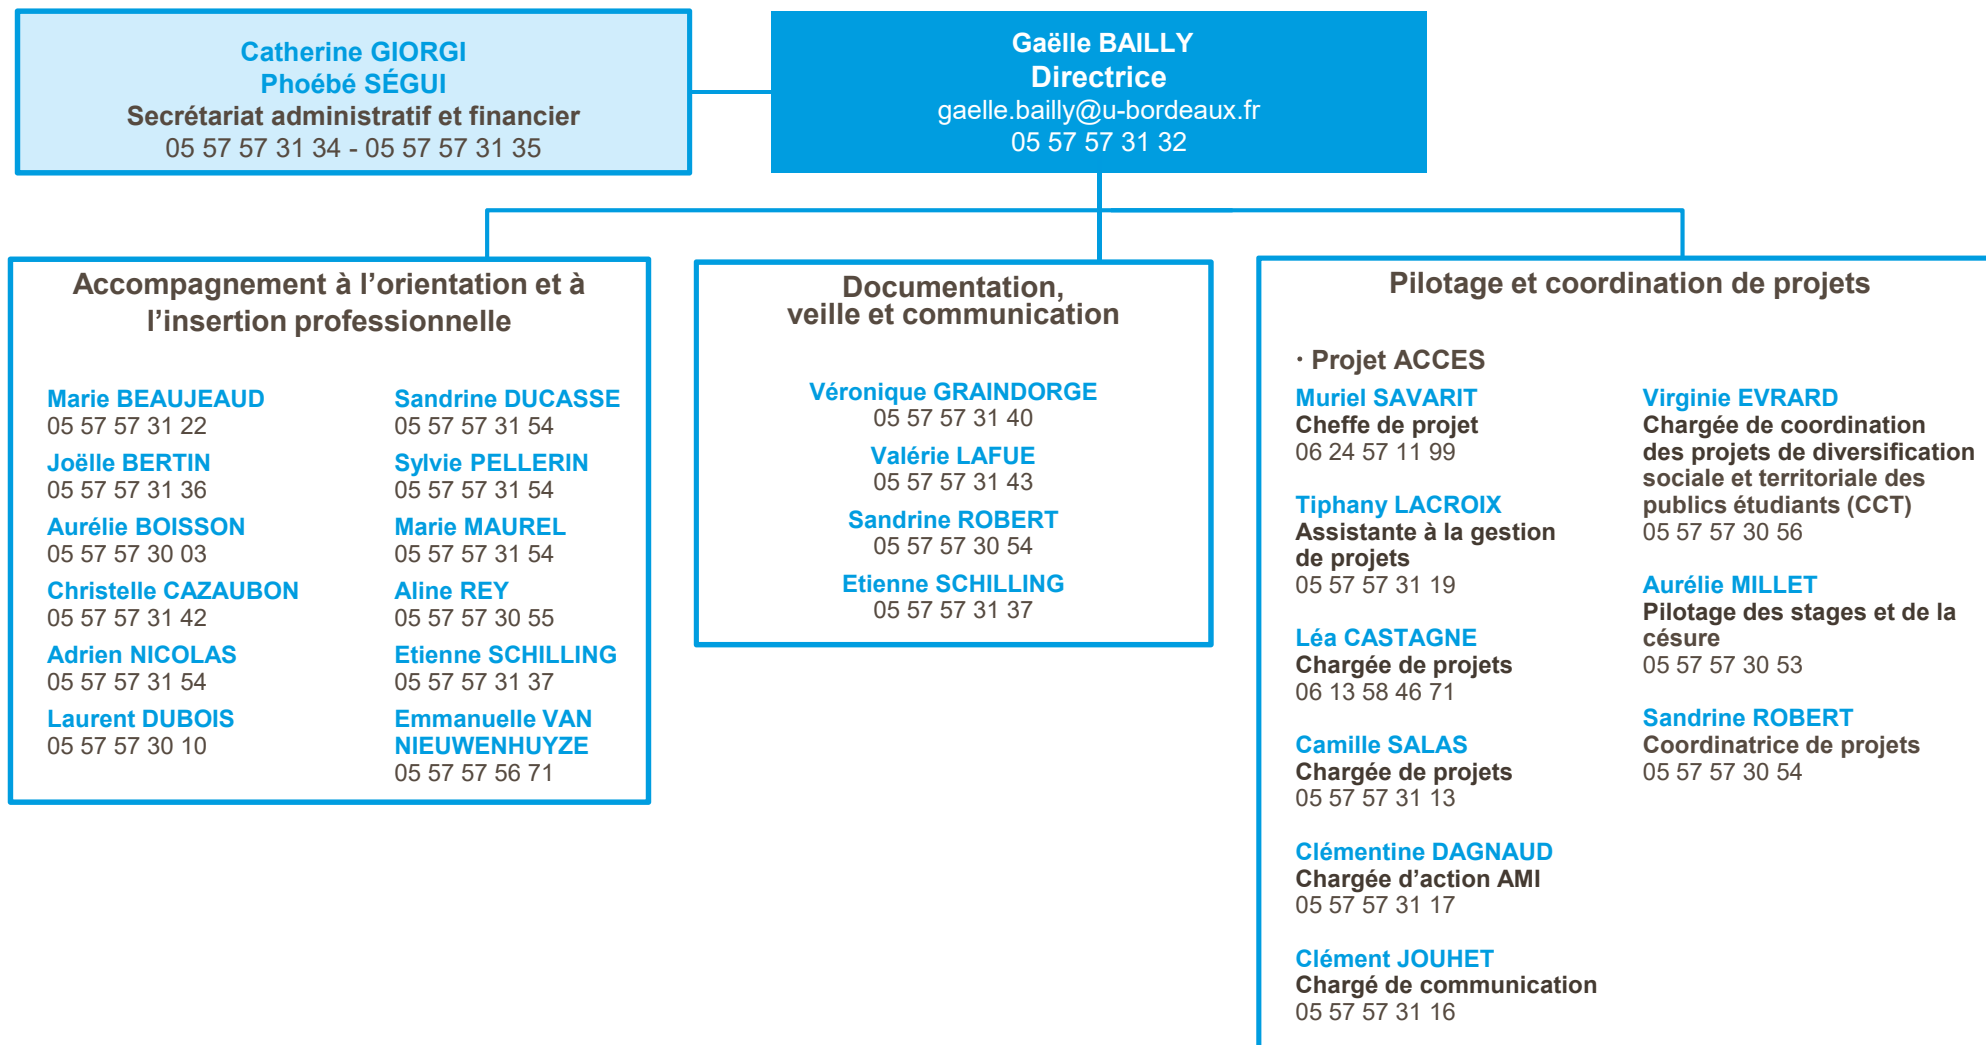 Catherine GIORGI
Phoébé SÉGUI
Secrétariat administratif et financier
05 57 57 31 34 - 05 57 57 31 35
Gaëlle BAILLY
Directrice
gaelle.bailly@u-bordeaux.fr
05 57 57 31 32
Accompagnement à l’orientation et à
l’insertion professionnelle
Marie BEAUJEAUD
05 57 57 31 22
Joëlle BERTIN
05 57 57 31 36
Aurélie BOISSON
05 57 57 30 03
Christelle CAZAUBON
05 57 57 31 42
Adrien NICOLAS
05 57 57 31 54
Laurent DUBOIS
05 57 57 30 10
Sandrine DUCASSE
05 57 57 31 54
Sylvie PELLERIN
05 57 57 31 54
Marie MAUREL
05 57 57 31 54
Aline REY
05 57 57 30 55
Etienne SCHILLING
05 57 57 31 37
Emmanuelle VAN
NIEUWENHUYZE
05 57 57 56 71
Documentation,
veille et communication
Véronique GRAINDORGE
05 57 57 31 40
Valérie LAFUE
05 57 57 31 43
Sandrine ROBERT
05 57 57 30 54
Etienne SCHILLING
05 57 57 31 37
Pilotage et coordination de projets
· Projet ACCES
Muriel SAVARIT
Cheffe de projet
06 24 57 11 99
Tiphany LACROIX
Assistante à la gestion
de projets
05 57 57 31 19
Léa CASTAGNE
Chargée de projets
06 13 58 46 71
Camille SALAS
Chargée de projets
05 57 57 31 13
Clémentine DAGNAUD
Chargée d’action AMI
05 57 57 31 17
Clément JOUHET
Chargé de communication
05 57 57 31 16
Virginie EVRARD
Chargée de coordination
des projets de diversification
sociale et territoriale des
publics étudiants (CCT)
05 57 57 30 56
Aurélie MILLET
Pilotage des stages et de la
césure
05 57 57 30 53
Sandrine ROBERT
Coordinatrice de projets
05 57 57 30 54